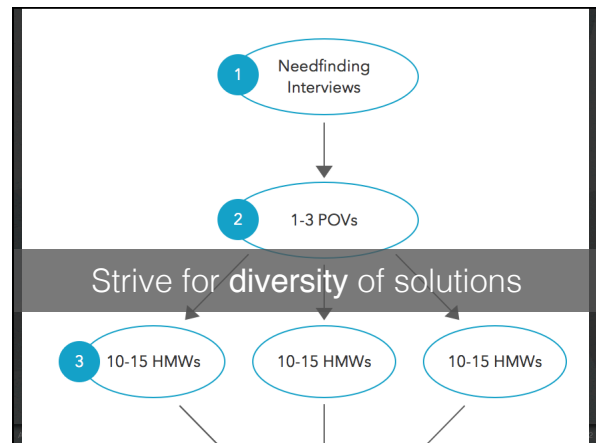 1
Needfinding
Interviews
2
1-3 POVs
Strive for diversity of solutions
3
10-15 HMWs
10-15 HMWs
10-15 HMWs